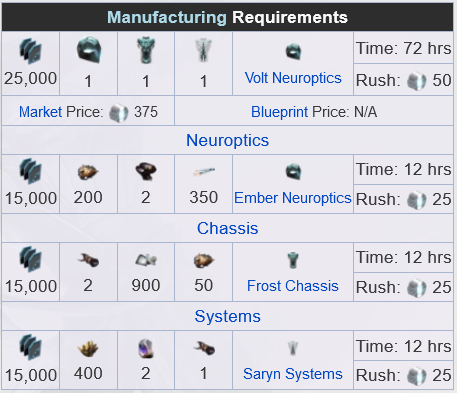 Manufacturing Requirements
25,000 1 1 1 Volt Neuroptics Time: 72 hrs
Rush: 50
Market Price: 375 Blueprint Price: N/A
Neuroptics
15,000 200 2 350 Ember Neuroptics Time: 12 hrs
Rush: 25
Chassis
15,000 2 900 50 Frost Chassis Time: 12 hrs
Rush: 25
Systems
15,000 400 2 1 Saryn Systems Time: 12 hrs
Rush: 25